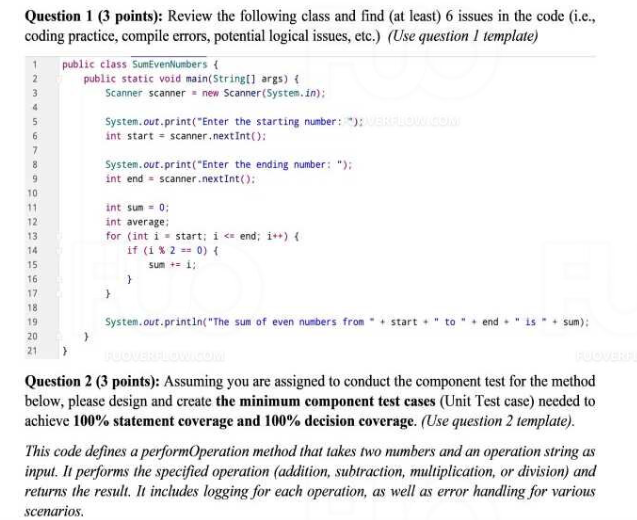 Question 1 (3 points): Review the following class and find (at least) 6 issues in the code (i.e.,
coding practice, compile errors, potential logical issues, etc.) (Use question 1 template)
1 public class SumEvenNumbers {
2 public static void main(String[] args) {
3 Scanner scanner = new Scanner(System.in);
4
5 System.out.print("Enter the starting number: ");
6 int start = scanner.nextInt();
7
8 System.out.print("Enter the ending number: ");
9 int end = scanner.nextInt();
10
11 int sum = 0;
12 int average;
13 for (int i = start; i <= end; i++) {
14 if (i % 2 == 0) {
15 sum += i;
16 }
17 }
18
19 System.out.println("The sum of even numbers from " + start + " to " + end + " is " + sum);
20 }
21 }
Question 2 (3 points): Assuming you are assigned to conduct the component test for the method
below, please design and create the minimum component test cases (Unit Test case) needed to
achieve 100% statement coverage and 100% decision coverage. (Use question 2 template).
This code defines a performOperation method that takes two numbers and an operation string as
input. It performs the specified operation (addition, subtraction, multiplication, or division) and
returns the result. It includes logging for each operation, as well as error handling for various
scenarios.